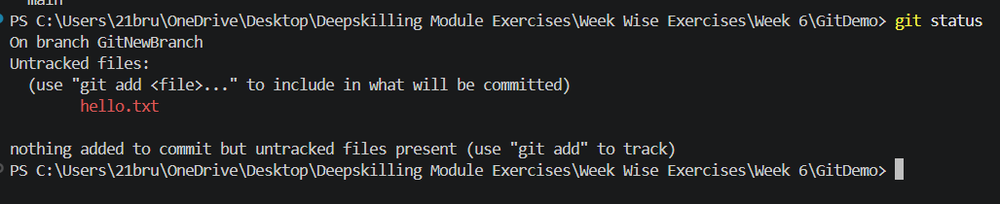 main
PS C:\Users\21bru\OneDrive\Desktop\Deepskilling Module Exercises\Week Wise Exercises\Week 6\GitDemo> git status
On branch GitNewBranch
Untracked files:
  (use "git add <file>..." to include in what will be committed)
        hello.txt

nothing added to commit but untracked files present (use "git add" to track)
PS C:\Users\21bru\OneDrive\Desktop\Deepskilling Module Exercises\Week Wise Exercises\Week 6\GitDemo>